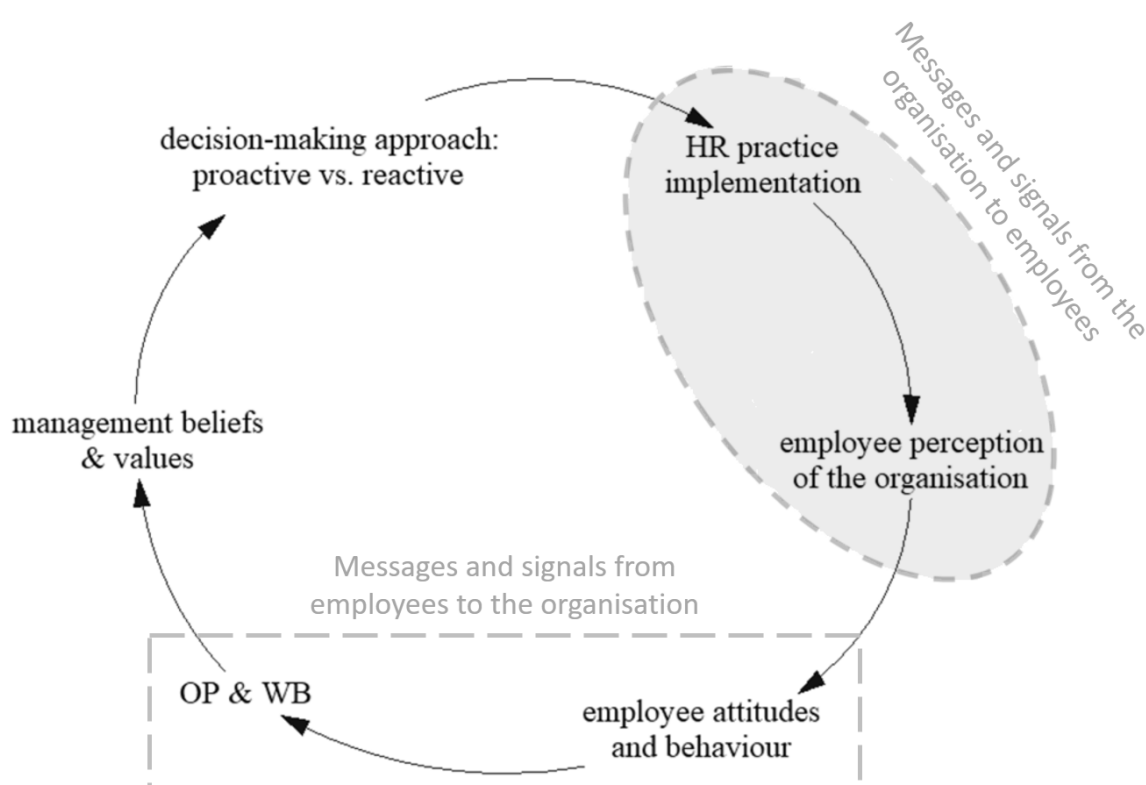 Messages and signals from the
organisation to employees
decision-making approach:
proactive vs. reactive
HR practice
implementation
management beliefs
& values
employee perception
of the organisation
Messages and signals from
employees to the organisation
OP & WB
employee attitudes
and behaviour